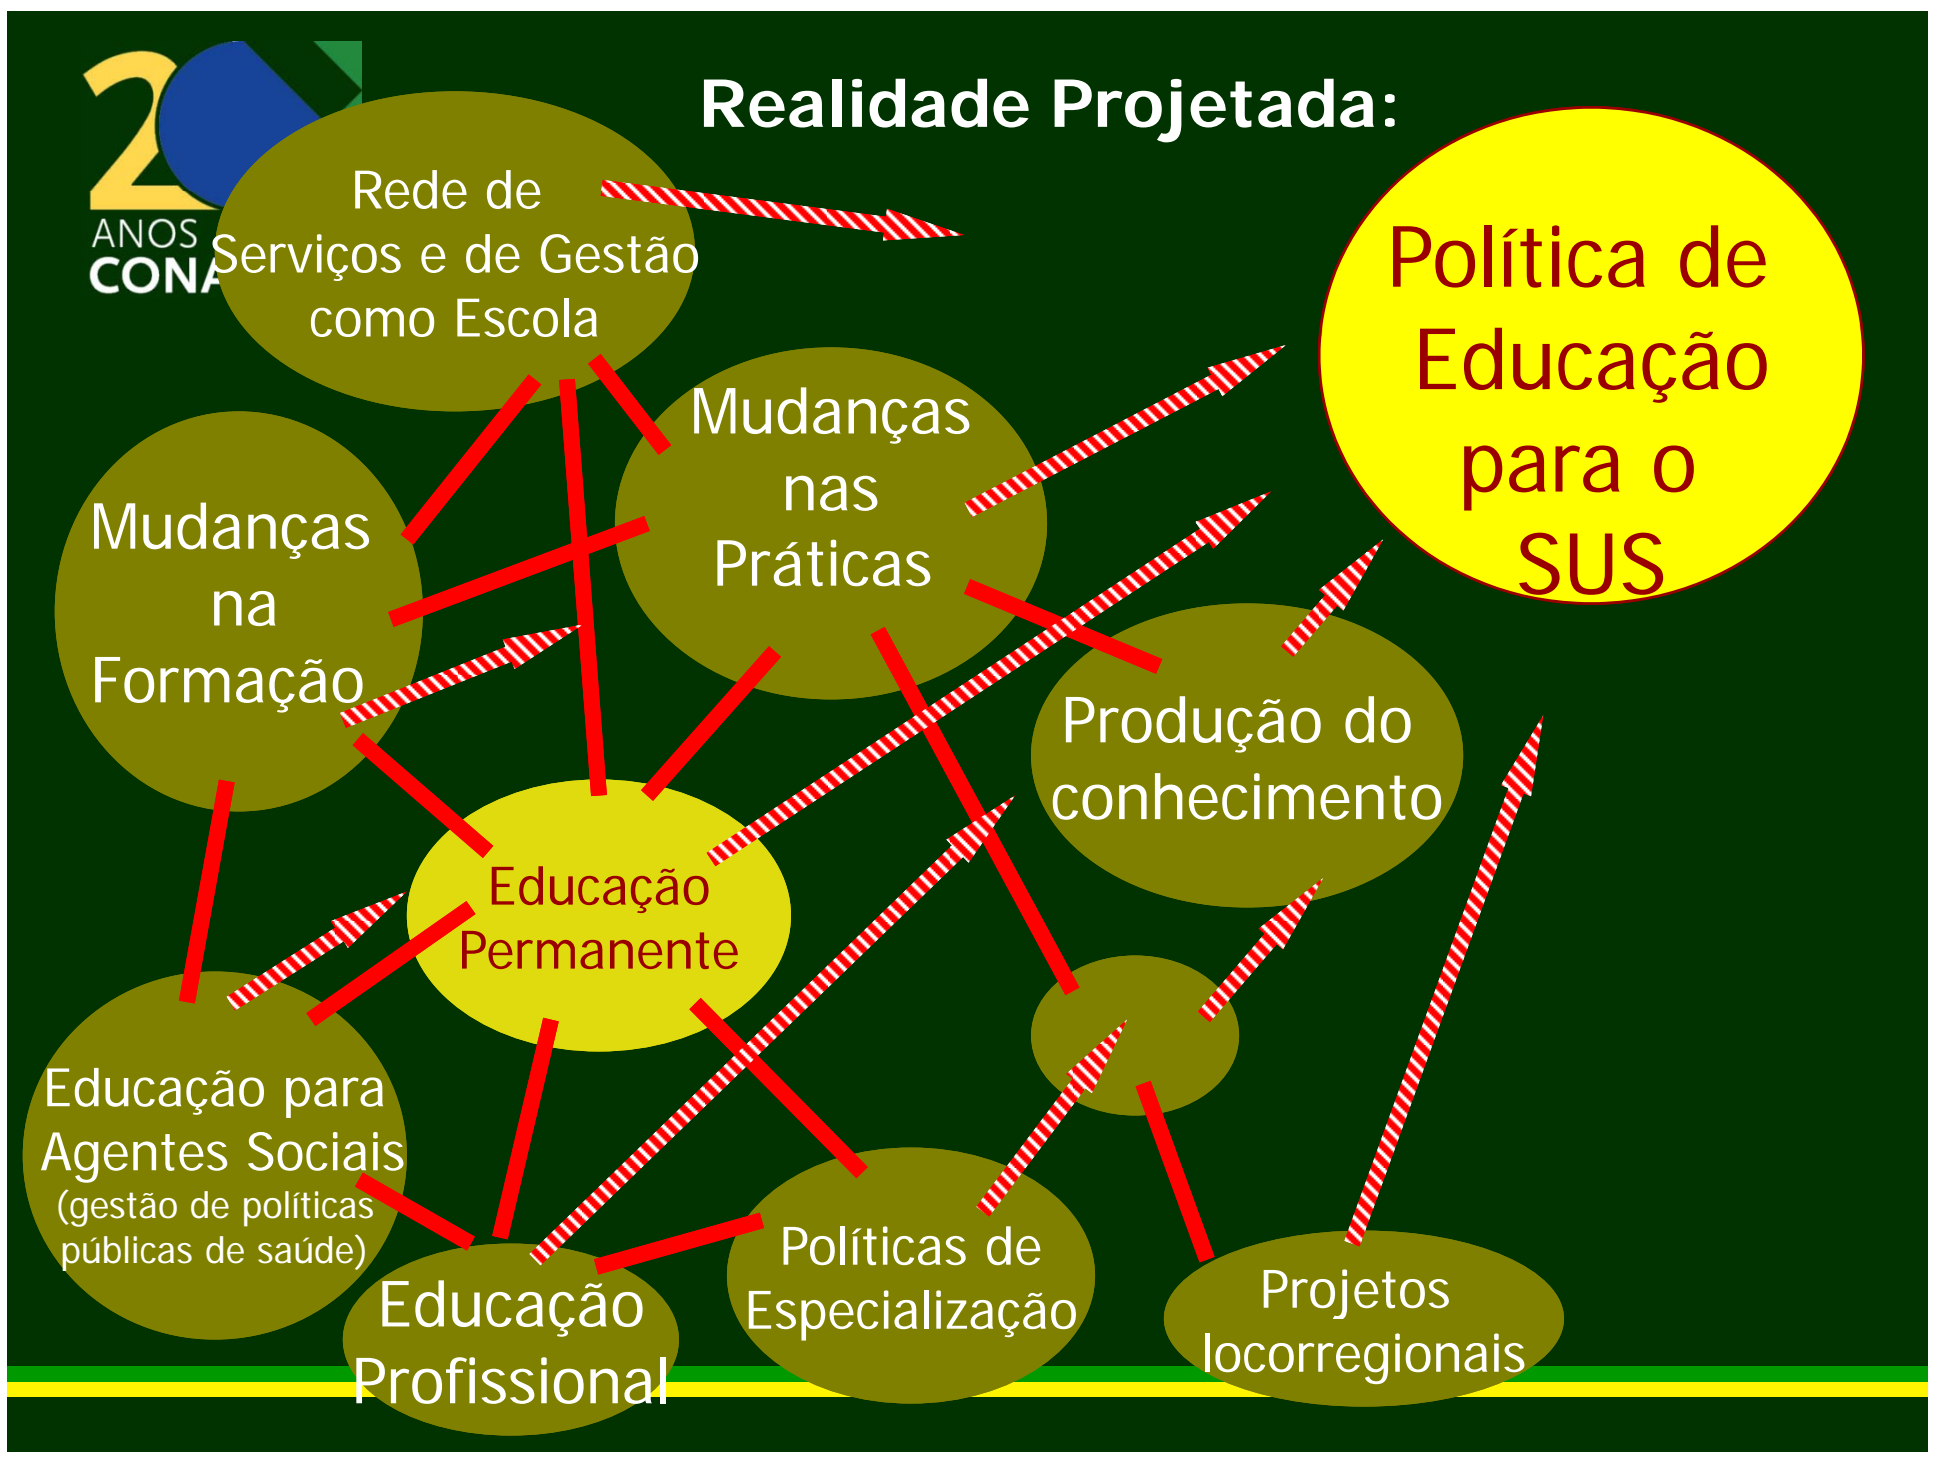 20
ANOS
CONA
Realidade Projetada:
Rede de
Serviços e de Gestão
como Escola
Política de
Educação
para o
SUS
Mudanças
nas
Práticas
Mudanças
na
Formação
Produção do
conhecimento
Educação
Permanente
Educação para
Agentes Sociais
(gestão de políticas
públicas de saúde)
Políticas de
Especialização
Projetos
locorregionais
Educação
Profissional